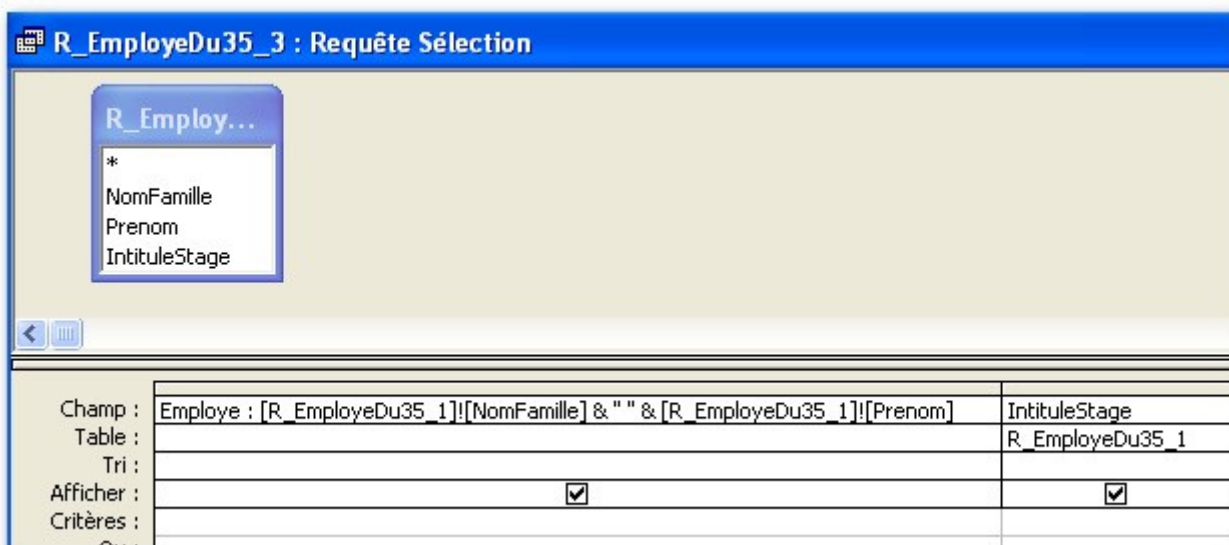 R_EmployeDu35_3 : Requête Sélection
R_Employ...
*
NomFamille
Prenom
IntituleStage
Champ : Employe : [R_EmployeDu35_1]![NomFamille] & " " & [R_EmployeDu35_1]![Prenom] IntituleStage
Table : R_EmployeDu35_1
Tri :
Afficher :
Critères :